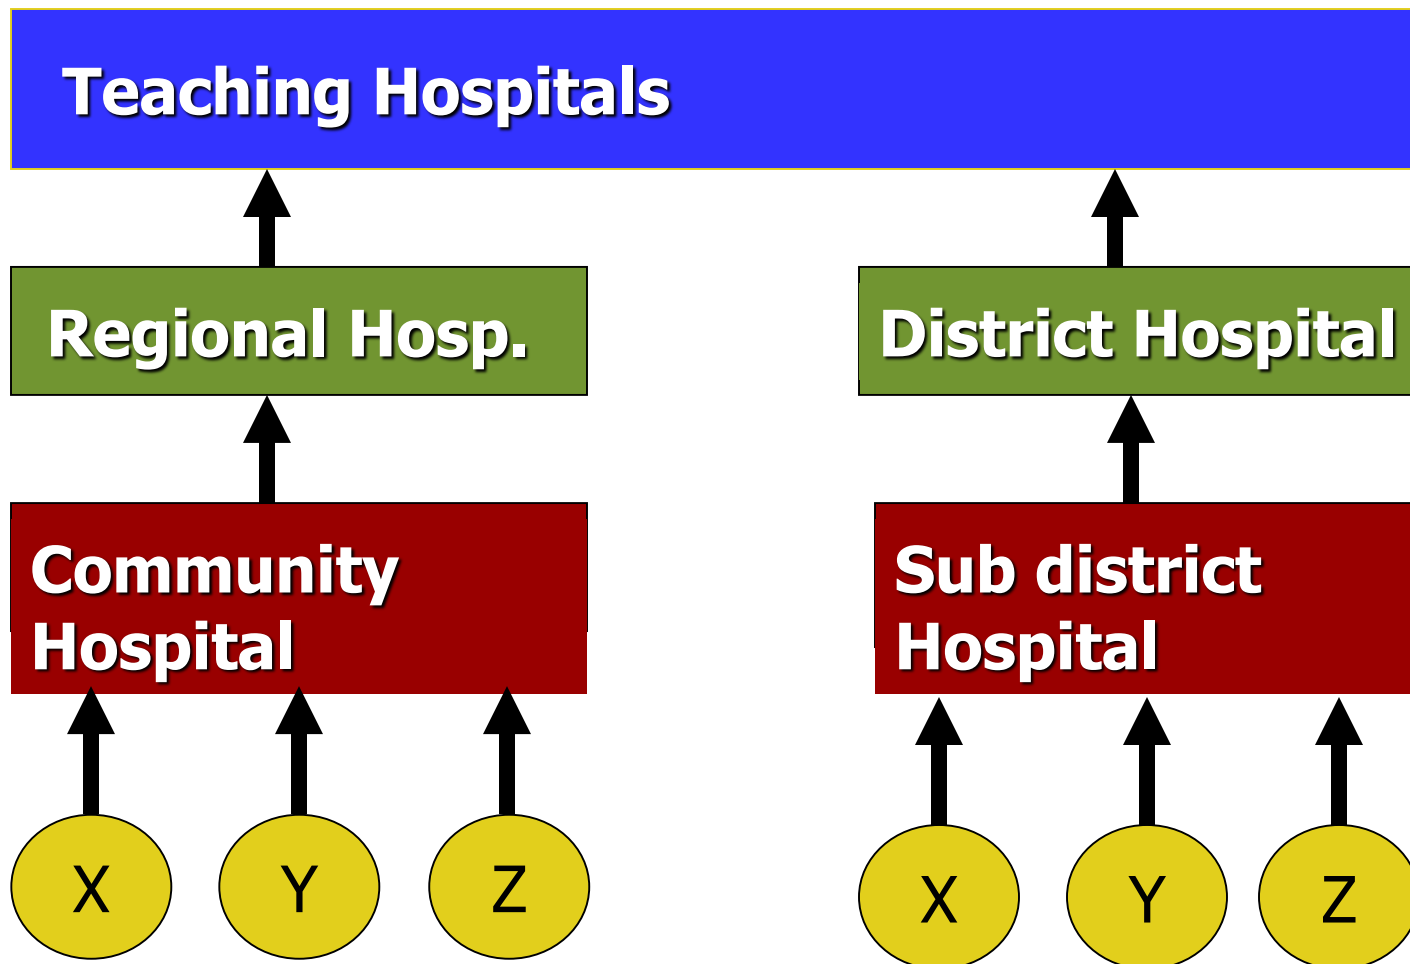 Teaching Hospitals
Regional Hosp.
District Hospital
Community
Hospital
Sub district
Hospital
X
Y
Z
X
Y
Z